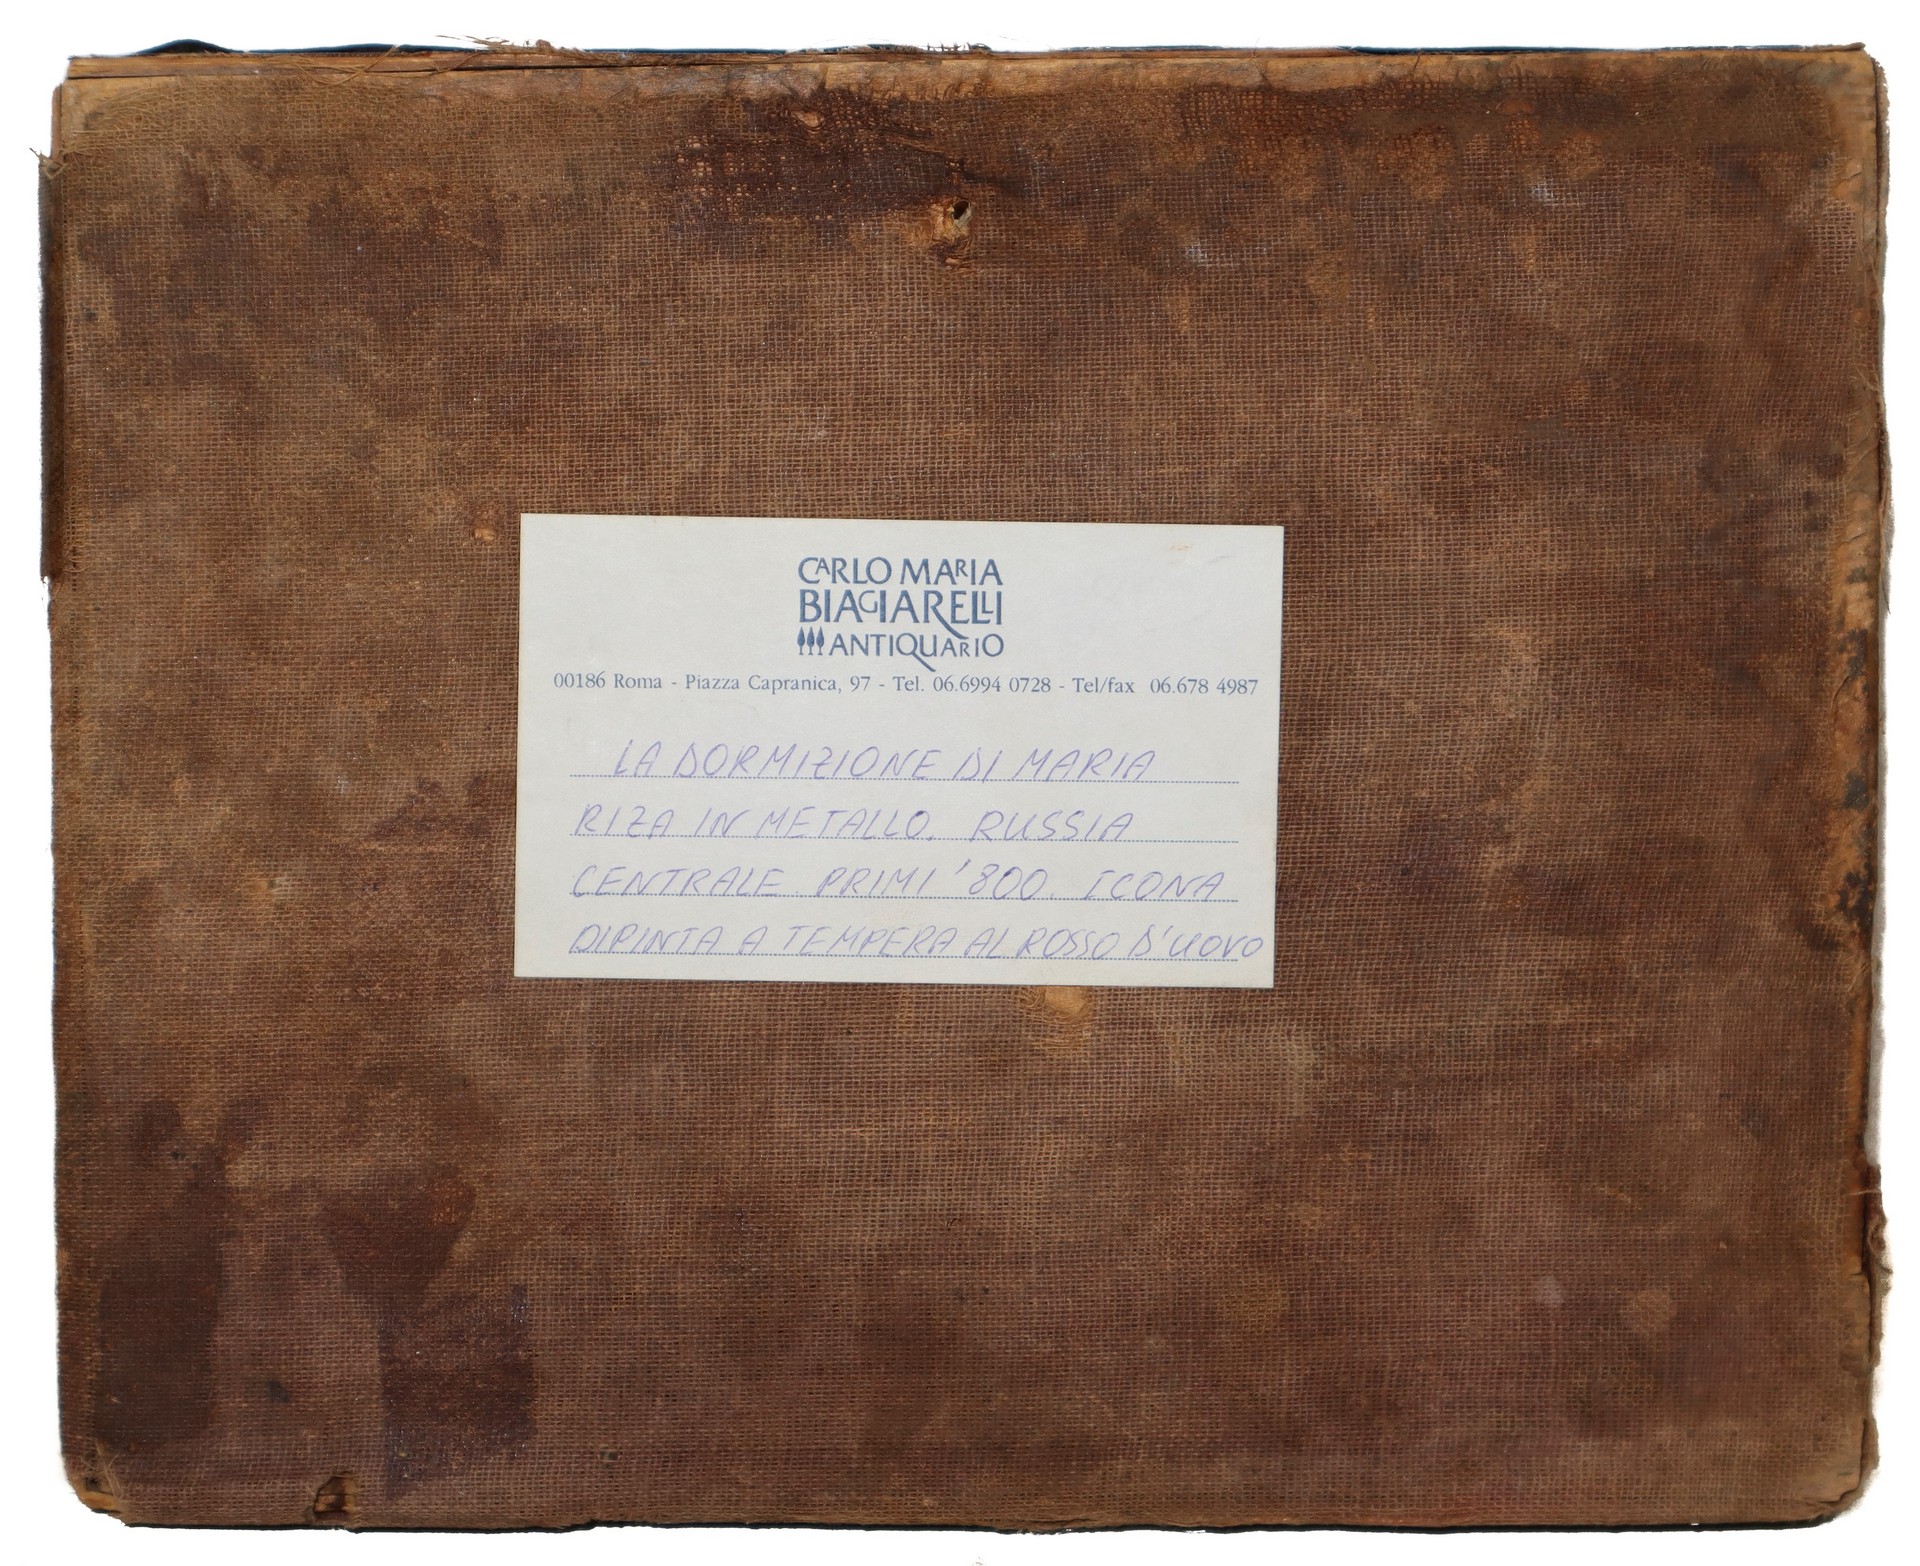 CARLO MARIA
BIAGIARELLI
ANTIQUARIO
00186 Roma - Piazza Capranica, 97 - Tel. 06.6994 0728 - Tel/fax 06.678 4987
LA DORMIZIONE DI MARIA
RIZA IN METALLO. RUSSIA
CENTRALE PRIMI '800. ICONA
DIPINTA A TEMPERA AL ROSSO D'UOVO